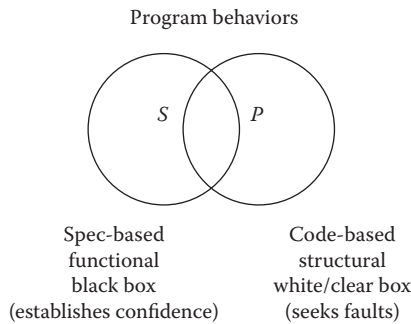 Program behaviors
S P
Spec-based
functional
black box
(establishes confidence)
Code-based
structural
white/clear box
(seeks faults)